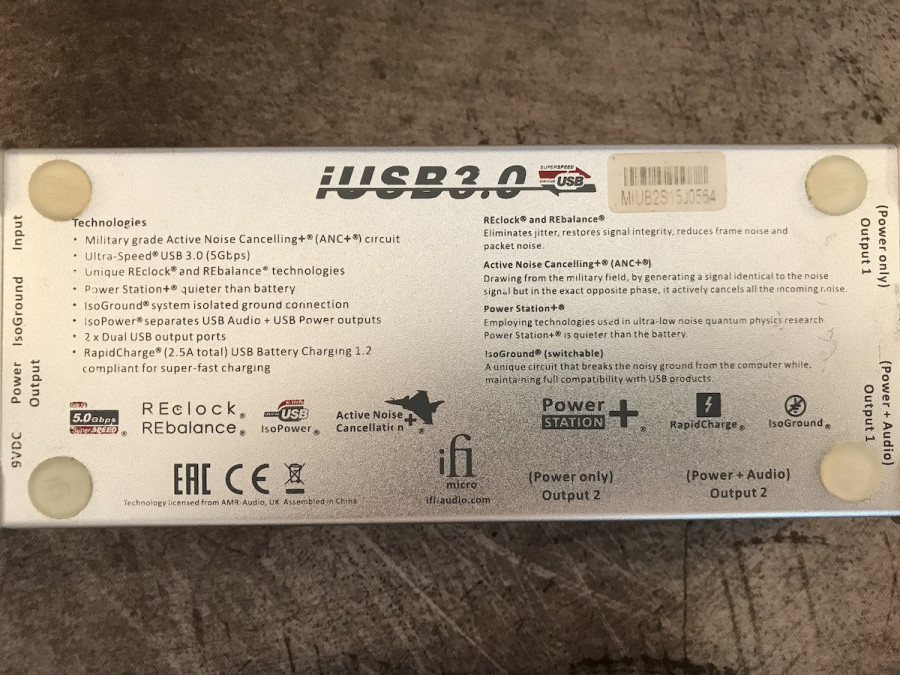 iUSB3.0
SUPERSPEED
USB
MIUB2S15J0564
Technologies
• Military grade Active Noise Cancelling+® (ANC+®) circuit
• Ultra-Speed® USB 3.0 (5Gbps)
• Unique REclock® and REbalance® technologies
• Power Station+® quieter than battery
• IsoGround® system isolated ground connection
• IsoPower® separates USB Audio + USB Power outputs
• 2 x Dual USB output ports
• RapidCharge® (2.5A total) USB Battery Charging 1.2
compliant for super-fast charging
REclock® and REbalance®
Eliminates jitter, restores signal integrity, reduces frame noise and
packet noise.
Active Noise Cancelling+® (ANC+®)
Drawing from the military field, by generating a signal identical to the noise
signal but in the exact opposite phase, it actively cancels all the incoming noise.
Power Station+®
Employing technologies used in ultra-low noise quantum physics research
Power Station+® is quieter than the battery.
IsoGround® (switchable)
A unique circuit that breaks the noisy ground from the computer while,
maintaining full compatibility with USB products.
Input
IsoGround
Power
Output
9VDC
(Power only)
Output 1
(Power + Audio)
Output 1
5.0Gbps
SuperSPEED®
REclock®
REbalance®
USB
IsoPower®
Active Noise
Cancellation+®
Power
STATION+®
RapidCharge®
IsoGround®
EAC CE
Technology licensed from AMR-Audio, UK. Assembled in China
ifi
micro
ifi-audio.com
(Power only)
Output 2
(Power + Audio)
Output 2